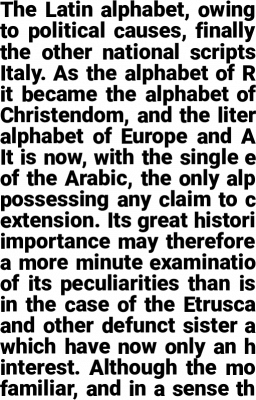 The Latin alphabet, owing
to political causes, finally
the other national scripts
Italy. As the alphabet of R
it became the alphabet of
Christendom, and the liter
alphabet of Europe and A
It is now, with the single e
of the Arabic, the only alp
possessing any claim to c
extension. Its great histori
importance may therefore
a more minute examinatio
of its peculiarities than is
in the case of the Etrusca
and other defunct sister a
which have now only an h
interest. Although the mo
familiar, and in a sense th